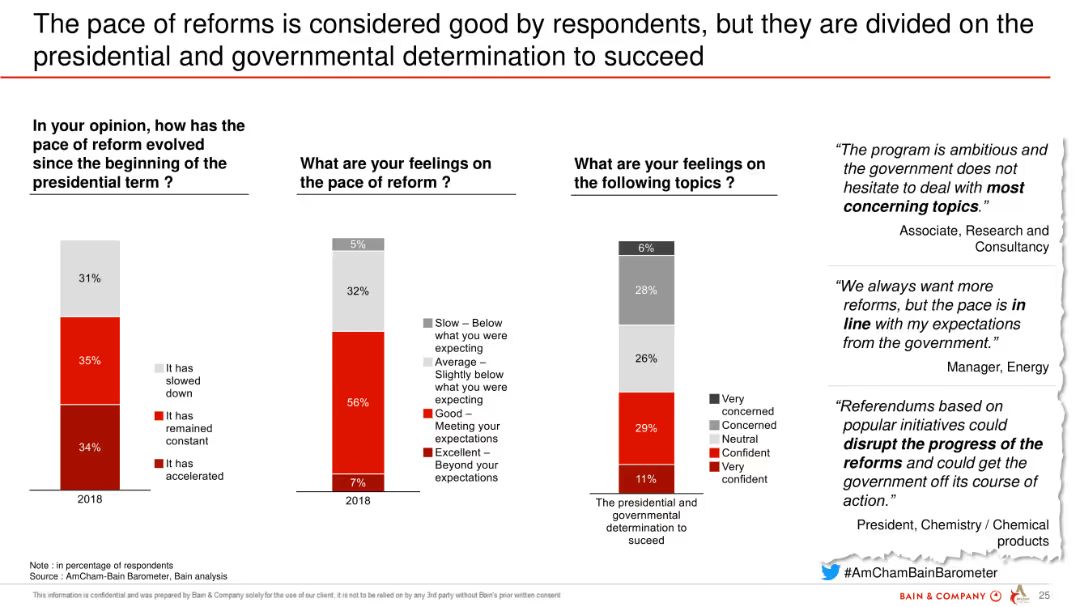 The pace of reforms is considered good by respondents, but they are divided on the
presidential and governmental determination to succeed
In your opinion, how has the
pace of reform evolved
since the beginning of the
presidential term ?
31%
35%
34%
2018
It has
slowed
down
It has
remained
constant
It has
accelerated
What are your feelings on
the pace of reform ?
5%
32%
56%
7%
2018
Slow – Below
what you were
expecting
Average –
Slightly below
what you were
expecting
Good –
Meeting your
expectations
Excellent –
Beyond your
expectations
What are your feelings on
the following topics ?
6%
28%
26%
29%
11%
The presidential and
governmental
determination to
suceed
Very
concerned
Concerned
Neutral
Confident
Very
confident
“The program is ambitious and
the government does not
hesitate to deal with most
concerning topics.”
Associate, Research and
Consultancy
“We always want more
reforms, but the pace is in
line with my expectations
from the government.”
Manager, Energy
“Referendums based on
popular initiatives could
disrupt the progress of the
reforms and could get the
government off its course of
action.”
President, Chemistry / Chemical
products
#AmChamBainBarometer
Note : in percentage of respondents
Source : AmCham-Bain Barometer, Bain analysis
This information is confidential and was prepared by Bain & Company solely for the use of our client; it is not to be relied on by any 3rd party without Bain's prior written consent
BAIN & COMPANY
25